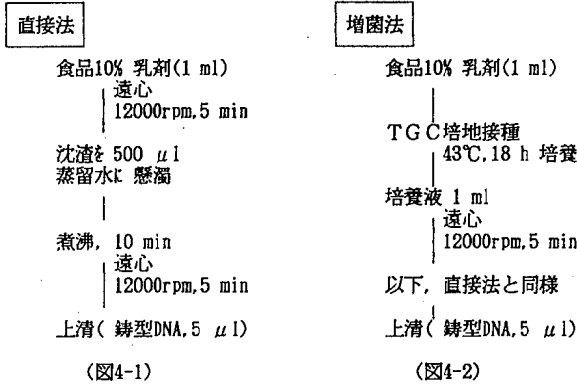 直接法
食品10% 乳剤(1 ml)
遠心
12000rpm,5 min
沈渣を 500 μl
蒸留水に 懸濁
煮沸, 10 min
遠心
12000rpm,5 min
上清( 鋳型DNA,5 μl)
(図4-1)
増菌法
食品10% 乳剤(1 ml)
TGC培地接種
43℃,18 h 培養
培養液 1 ml
遠心
12000rpm,5 min
以下, 直接法と同様
上清( 鋳型DNA,5 μl)
(図4-2)